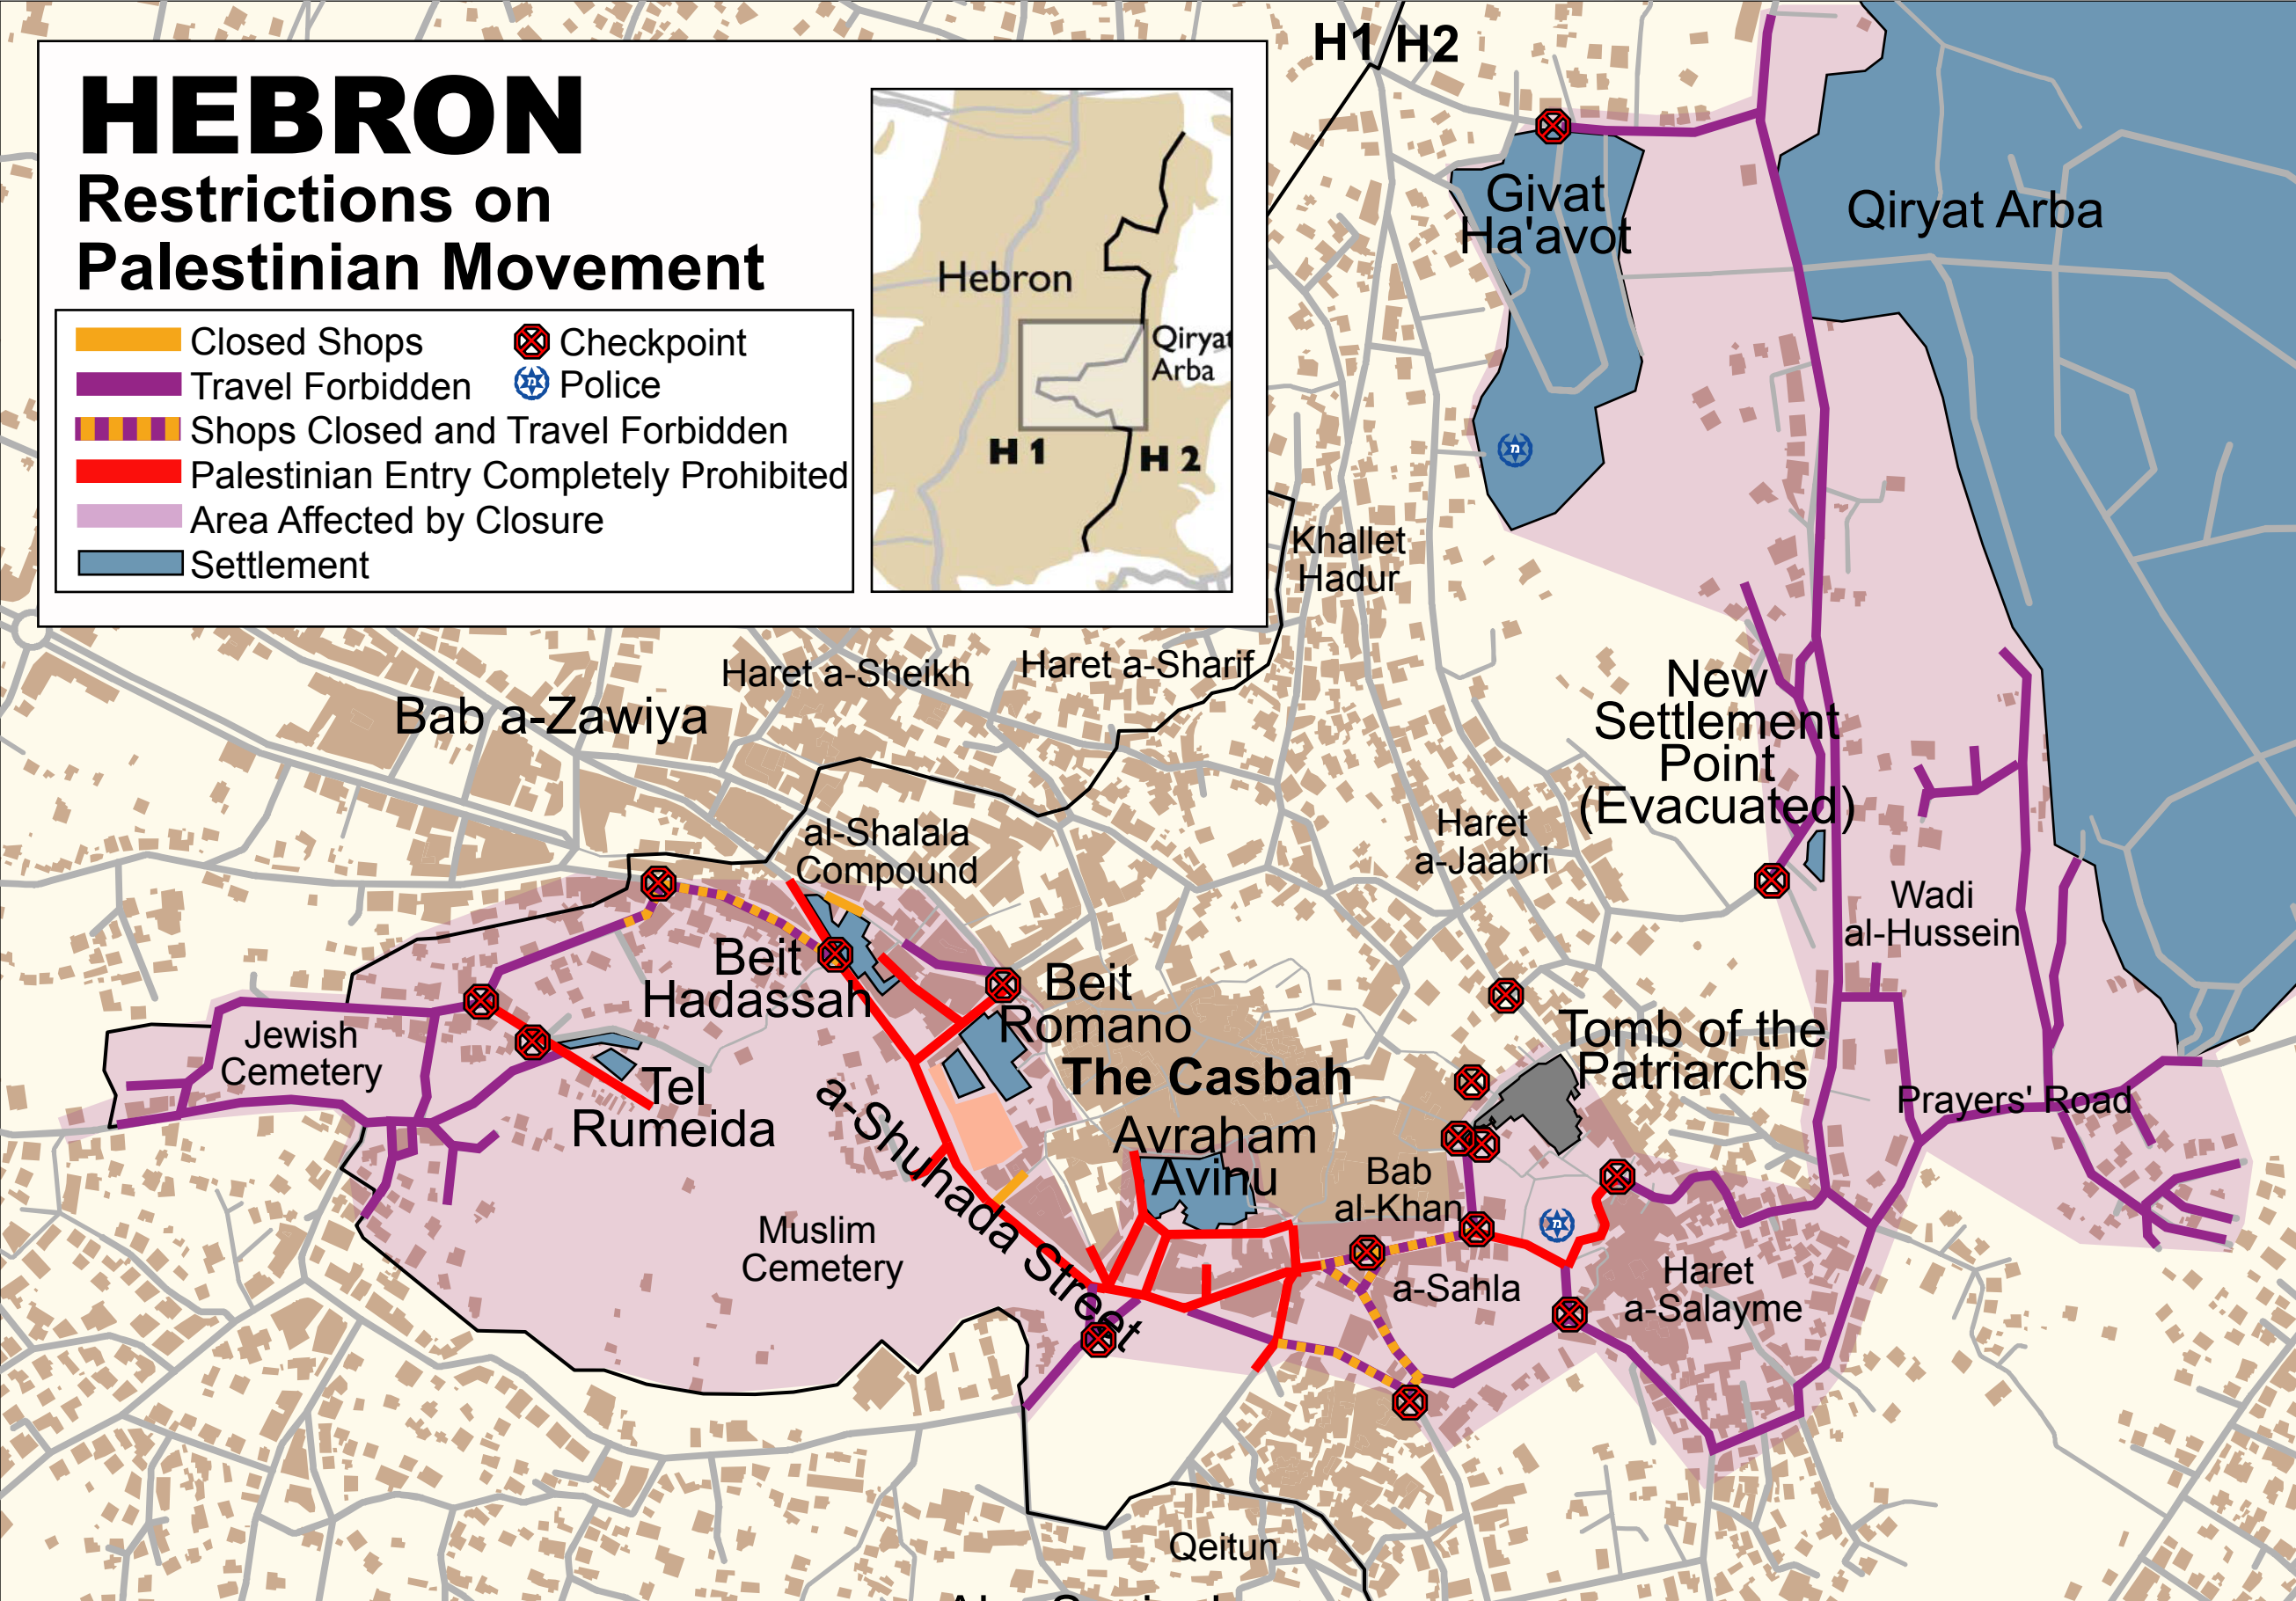 H1 H2
HEBRON
Restrictions on
Palestinian Movement
Closed Shops
Checkpoint
Travel Forbidden
Police
Shops Closed and Travel Forbidden
Palestinian Entry Completely Prohibited
Area Affected by Closure
Settlement
Hebron
Qiryat
Arba
H1
H2
Givat
Ha'avot
Qiryat Arba
Khallet
Hadur
Haret a-Sheikh
Haret a-Sharif
Bab a-Zawiya
New
Settlement
Point
(Evacuated)
al-Shalala
Compound
Haret
a-Jaabri
Wadi
al-Hussein
Beit
Hadassah
Beit
Romano
Jewish
Cemetery
Tomb of the
Patriarchs
The Casbah
Tel
Rumeida
Prayers' Road
Avraham
Avinu
a-Shuhada Street
Bab
al-Khan
Muslim
Cemetery
a-Sahla
Haret
a-Salayme
Qeitun